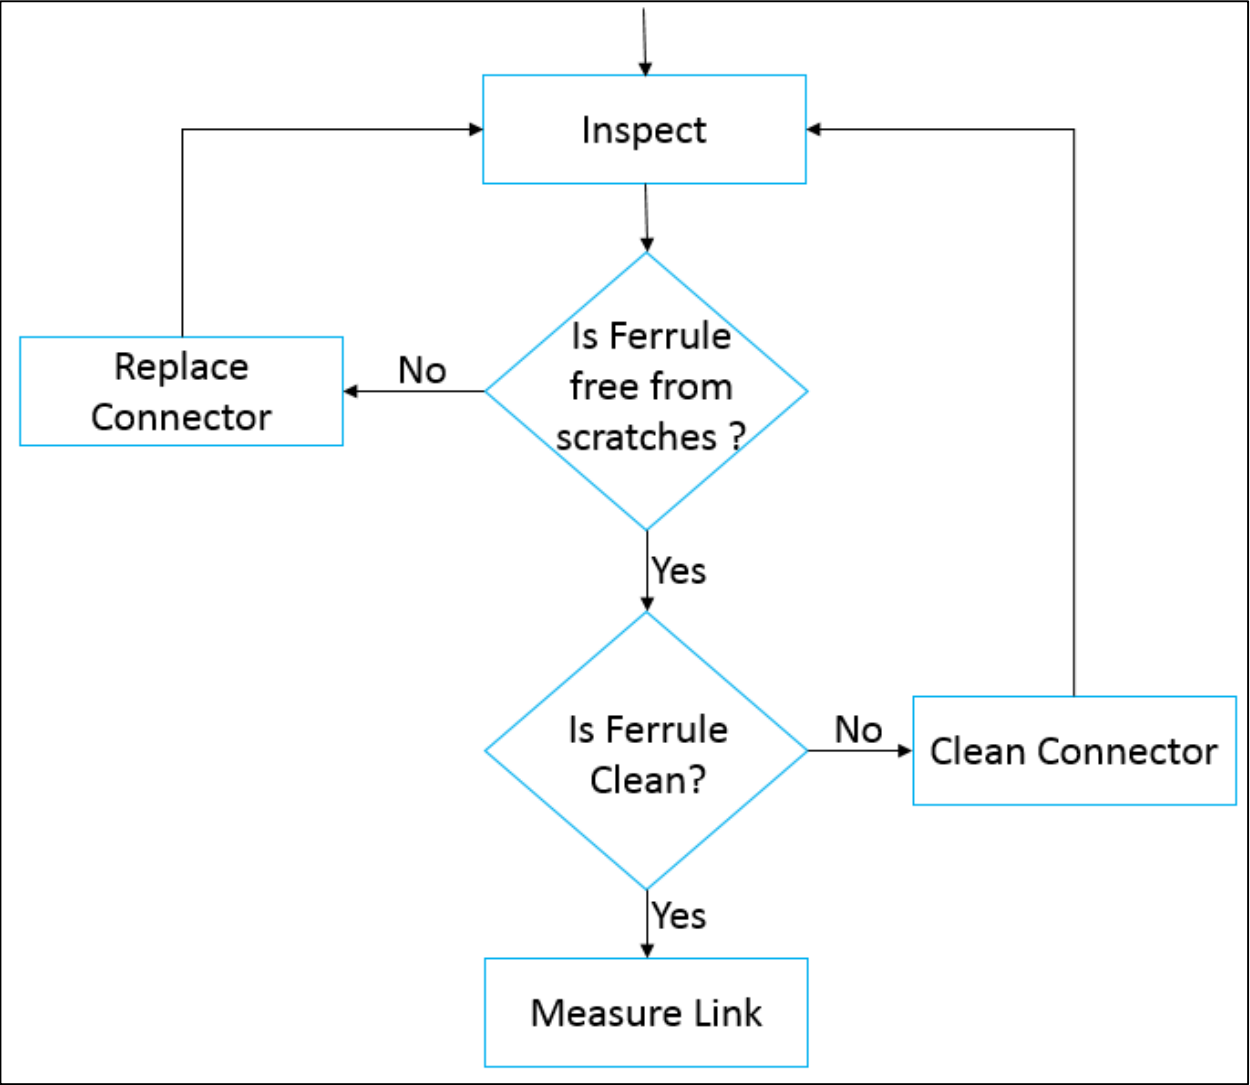 Inspect
Is Ferrule
free from
scratches ?
No
Replace
Connector
Yes
Is Ferrule
Clean?
No
Clean Connector
Yes
Measure Link